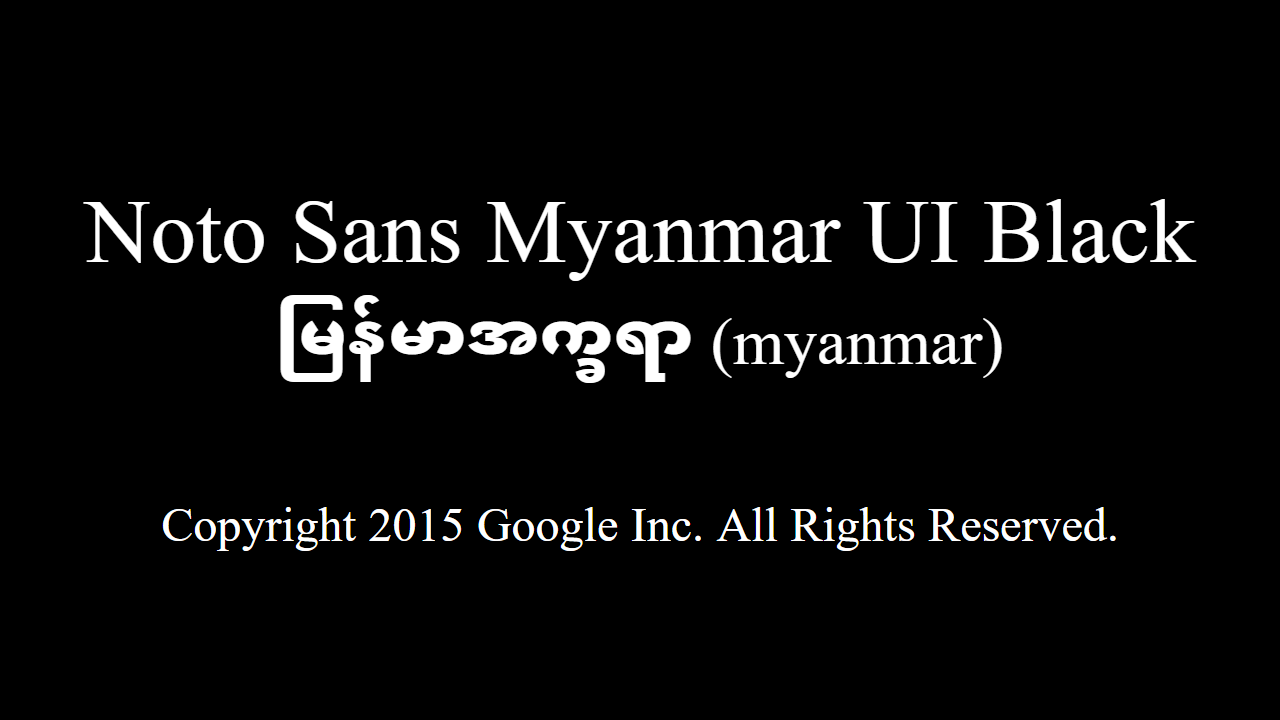 Noto Sans Myanmar UI Black
မြန်မာအက္ခရာ (myanmar)
Copyright 2015 Google Inc. All Rights Reserved.